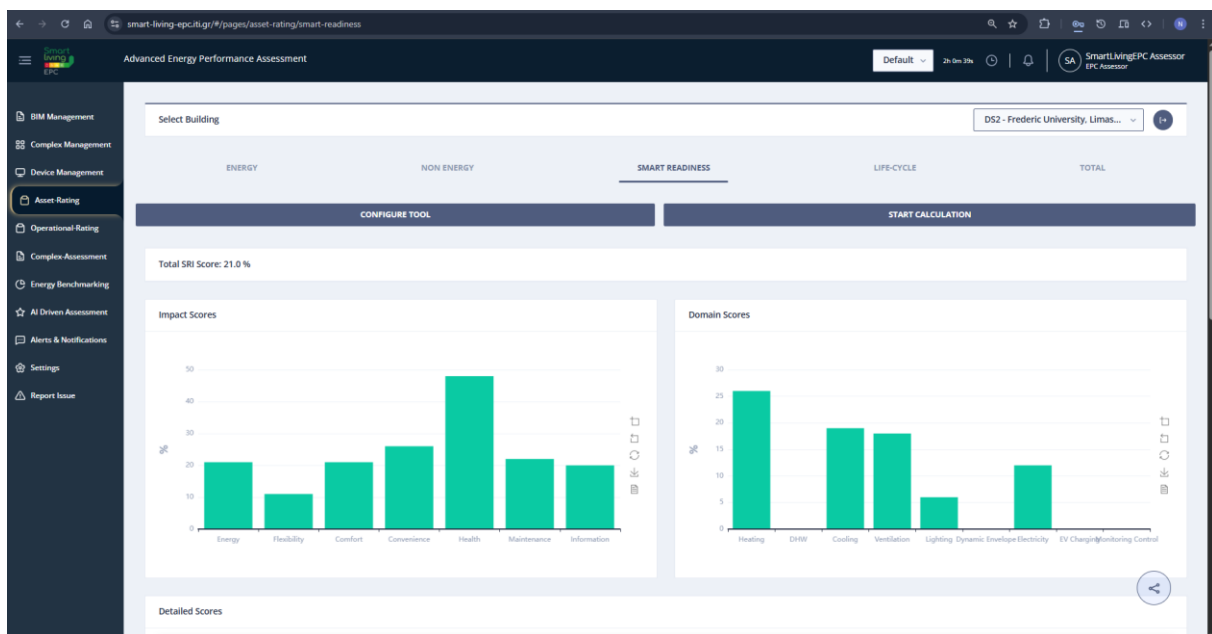 smart-living-epc.iti.gr/#/pages/asset-rating/smart-readiness
N
Smart
living
EPC
Advanced Energy Performance Assessment
Default
2h 0m 39s
SA
SmartLivingEPC Assessor
EPC Assessor
BIM Management
Complex Management
Device Management
Asset-Rating
Operational-Rating
Complex-Assessment
Energy Benchmarking
AI Driven Assessment
Alerts & Notifications
Settings
Report Issue
Select Building
DS2 - Frederic University, Limas...
ENERGY
NON ENERGY
SMART READINESS
LIFE-CYCLE
TOTAL
CONFIGURE TOOL
START CALCULATION
Total SRI Score: 21.0 %
Impact Scores
50
40
30
20
10
0
%
Energy
Flexibility
Comfort
Convenience
Health
Maintenance
Information
Domain Scores
30
25
20
15
10
5
0
%
Heating
DHW
Cooling
Ventilation
Lighting
Dynamic Envelope
Electricity
EV Charging
Monitoring Control
Detailed Scores